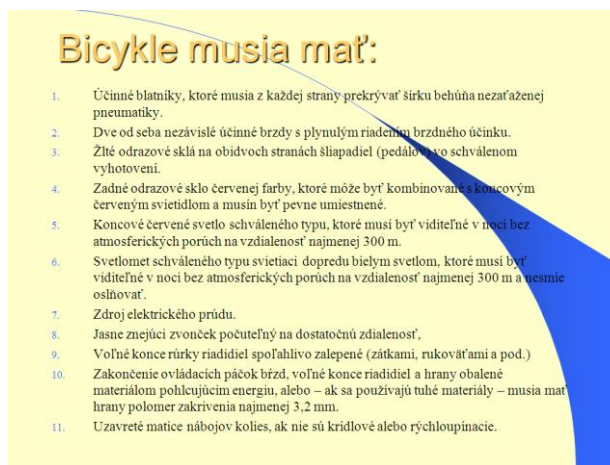 Bicykle musia mať:
1. Účinné blatníky, ktoré musia z každej strany prekrývať šírku behúňa nezaťaženej
pneumatiky.
2. Dve od seba nezávislé účinné brzdy s plynulým riadením brzdného účinku.
3. Žlté odrazové sklá na obidvoch stranách šliapadiel (pedálov) vo schválenom
vyhotovení.
4. Zadné odrazové sklo červenej farby, ktoré môže byť kombinované s koncovým
červeným svietidlom a musín byť pevne umiestnené.
5. Koncové červené svetlo schváleného typu, ktoré musí byť viditeľné v noci bez
atmosferických porúch na vzdialenosť najmenej 300 m.
6. Svetlomet schváleného typu svietiaci dopredu bielym svetlom, ktoré musí byť
viditeľné v noci bez atmosferických porúch na vzdialenosť najmenej 300 m a nesmie
oslňovať.
7. Zdroj elektrického prúdu.
8. Jasne znejúci zvonček počuteľný na dostatočnú zdialenosť,
9. Voľné konce rúrky riadidiel spoľahlivo zalepené (zátkami, rukoväťami a pod.)
10. Zakončenie ovládacích páčok bŕzd, voľné konce riadidiel a hrany obalené
materiálom pohlcujúcim energiu, alebo – ak sa používajú tuhé materiály – musia mať
hrany polomer zakrivenia najmenej 3,2 mm.
11. Uzavreté matice nábojov kolies, ak nie sú krídlové alebo rýchloupínacie.